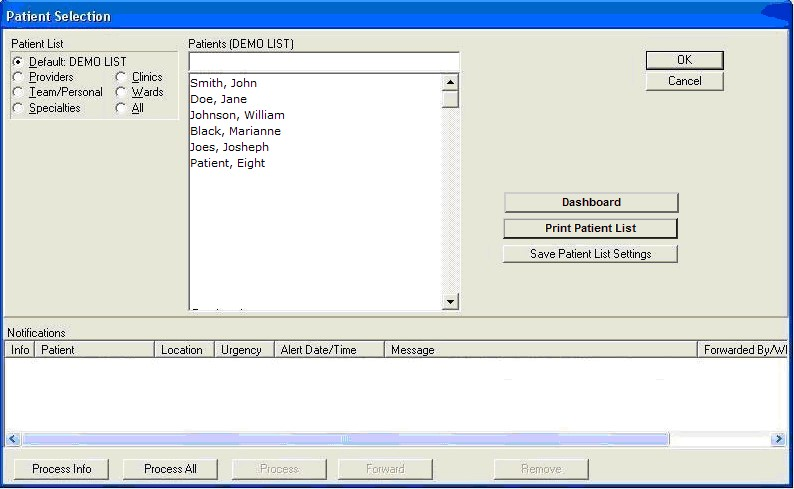 Patient Selection
Patient List
Default: DEMO LIST
Providers
Clinics
Team/Personal
Wards
Specialties
All
Patients (DEMO LIST)
Smith, John
Doe, Jane
Johnson, William
Black, Marianne
Joes, Josheph
Patient, Eight
OK
Cancel
Dashboard
Print Patient List
Save Patient List Settings
Notifications
Info Patient Location Urgency Alert Date/Time Message Forwarded By/WI
Process Info Process All Process Forward Remove